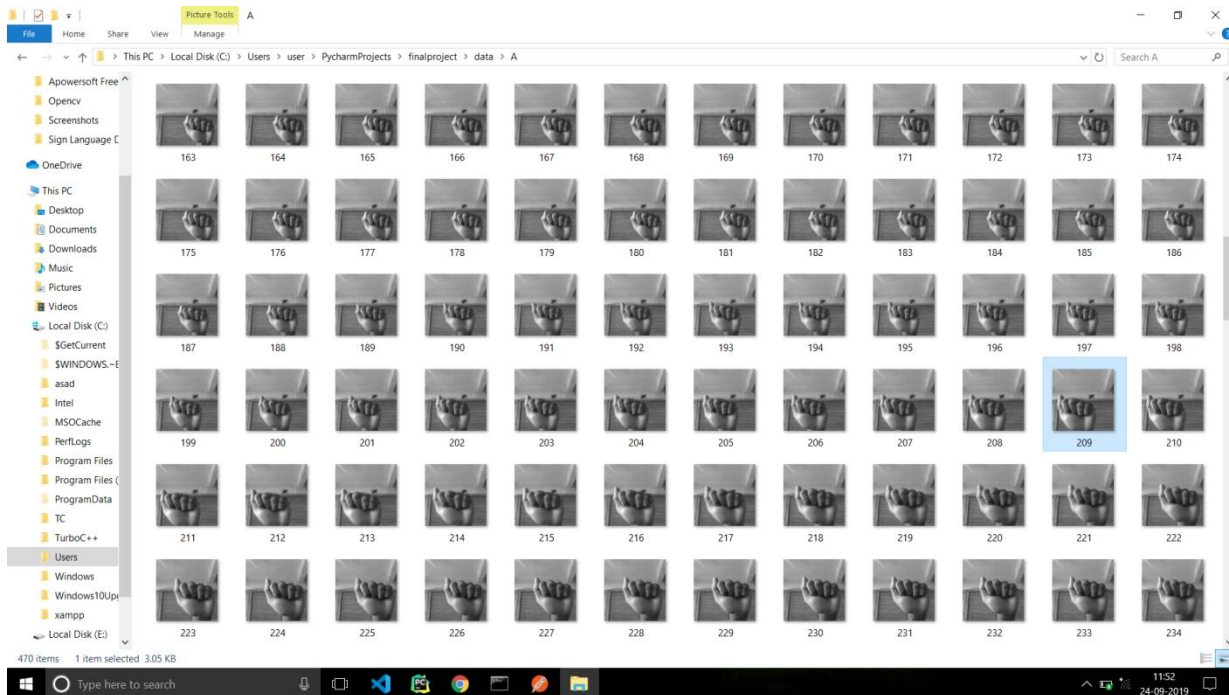 Picture Tools A
File Home Share View Manage
This PC > Local Disk (C:) > Users > user > PycharmProjects > finalproject > data > A
Search A
Apowersoft Free
Opencv
Screenshots
Sign Language D
OneDrive
This PC
Desktop
Documents
Downloads
Music
Pictures
Videos
Local Disk (C:)
$GetCurrent
$WINDOWS.~B
asad
Intel
MSOCache
PerfLogs
Program Files
Program Files (
ProgramData
TC
TurboC++
Users
Windows
Windows10Upg
xampp
Local Disk (E:)
163 164 165 166 167 168 169 170 171 172 173 174
175 176 177 178 179 180 181 182 183 184 185 186
187 188 189 190 191 192 193 194 195 196 197 198
199 200 201 202 203 204 205 206 207 208 209 210
211 212 213 214 215 216 217 218 219 220 221 222
223 224 225 226 227 228 229 230 231 232 233 234
470 items 1 item selected 3.05 KB
Type here to search
PC
11:52
24-09-2019